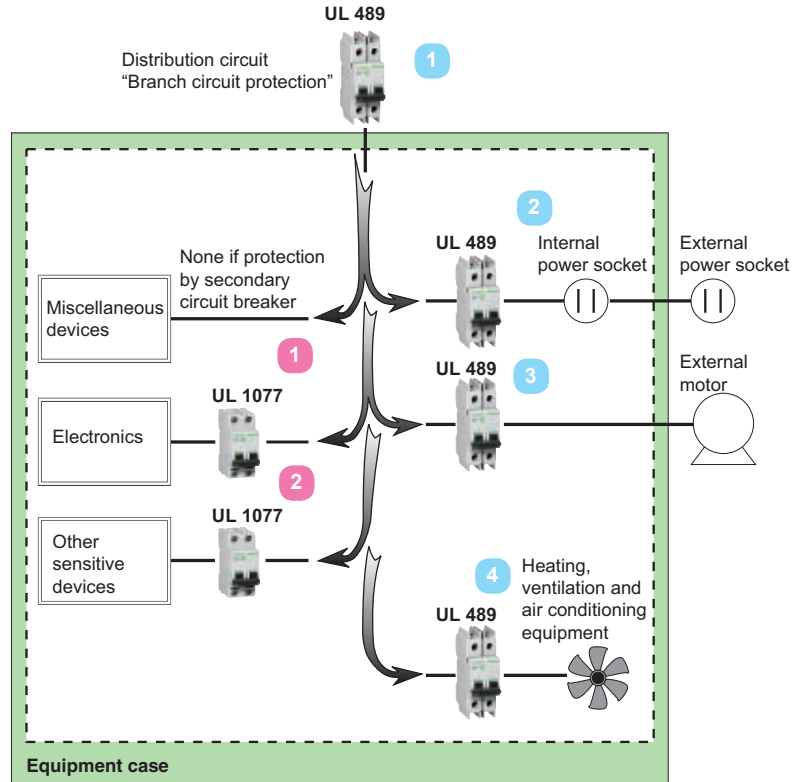 UL 489
Distribution circuit
“Branch circuit protection”
1
2
UL 489
Internal
power socket
External
power socket
None if protection
by secondary
circuit breaker
Miscellaneous
devices
1
UL 489
3
External
motor
UL 1077
Electronics
2
UL 1077
Other
sensitive
devices
4
Heating,
ventilation and
air conditioning
equipment
UL 489
Equipment case